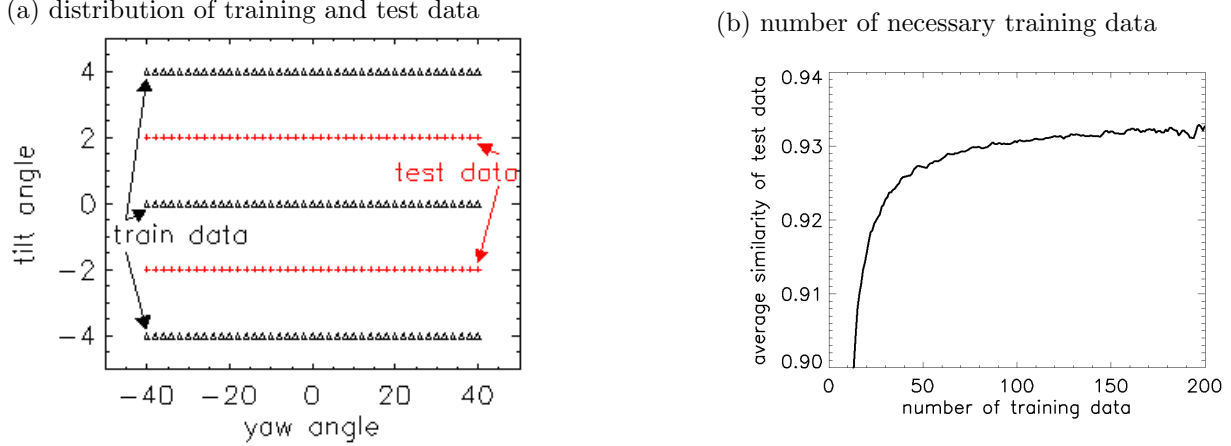 (a) distribution of training and test data
4
2
0
−2
−4
tilt angle
test data
train data
−40 −20 0 20 40
yaw angle
(b) number of necessary training data
0.94
0.93
0.92
0.91
0.90
average similarity of test data
0 50 100 150 200
number of training data